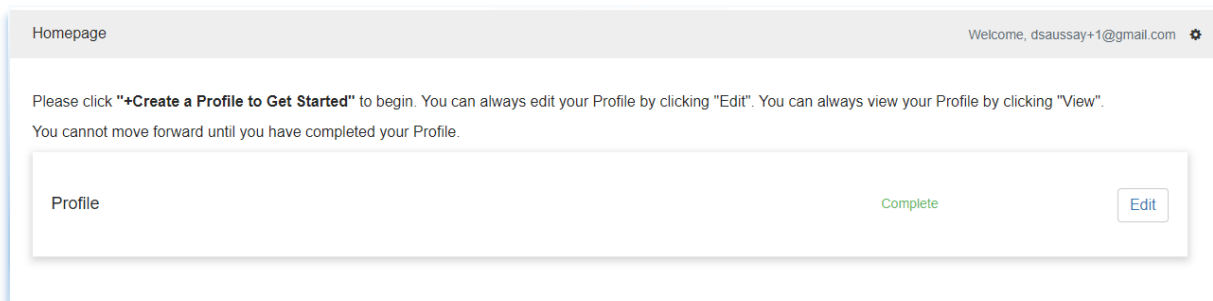 Homepage Welcome, dsaussay+1@gmail.com
Please click "+Create a Profile to Get Started" to begin. You can always edit your Profile by clicking "Edit". You can always view your Profile by clicking "View".
You cannot move forward until you have completed your Profile.
Profile Complete Edit